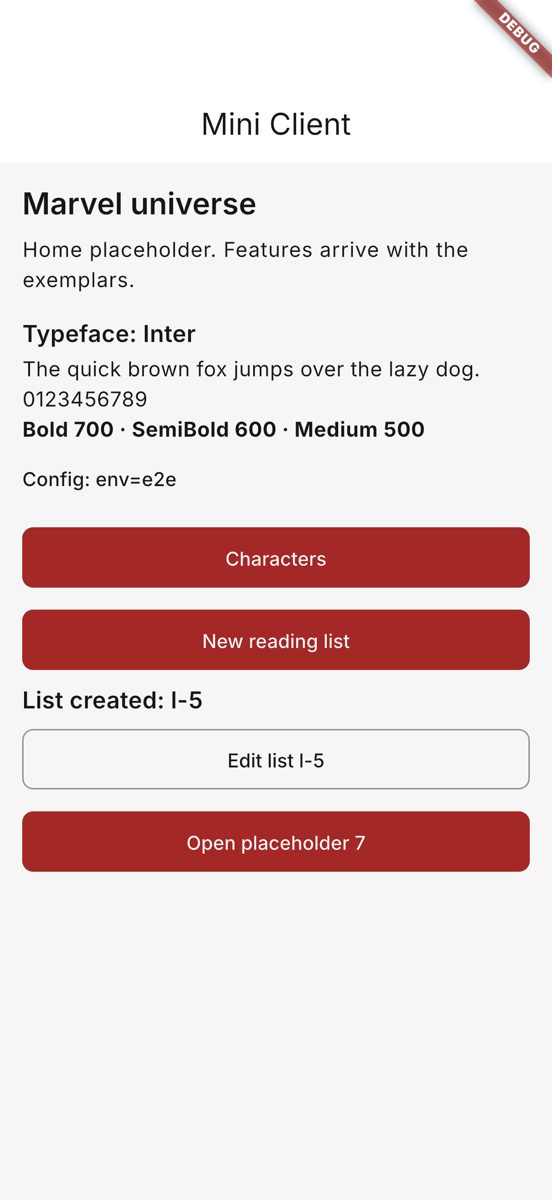 DEBUG
Mini Client
Marvel universe
Home placeholder. Features arrive with the
exemplars.
Typeface: Inter
The quick brown fox jumps over the lazy dog.
0123456789
Bold 700 · SemiBold 600 · Medium 500
Config: env=e2e
Characters
New reading list
List created: l-5
Edit list l-5
Open placeholder 7